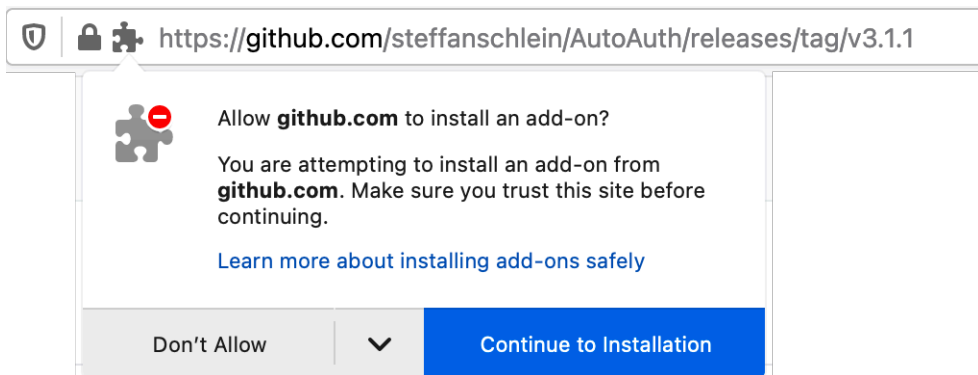 https://github.com/steffanschlein/AutoAuth/releases/tag/v3.1.1
Allow github.com to install an add-on?
You are attempting to install an add-on from
github.com. Make sure you trust this site before
continuing.
Learn more about installing add-ons safely
Don’t Allow
Continue to Installation